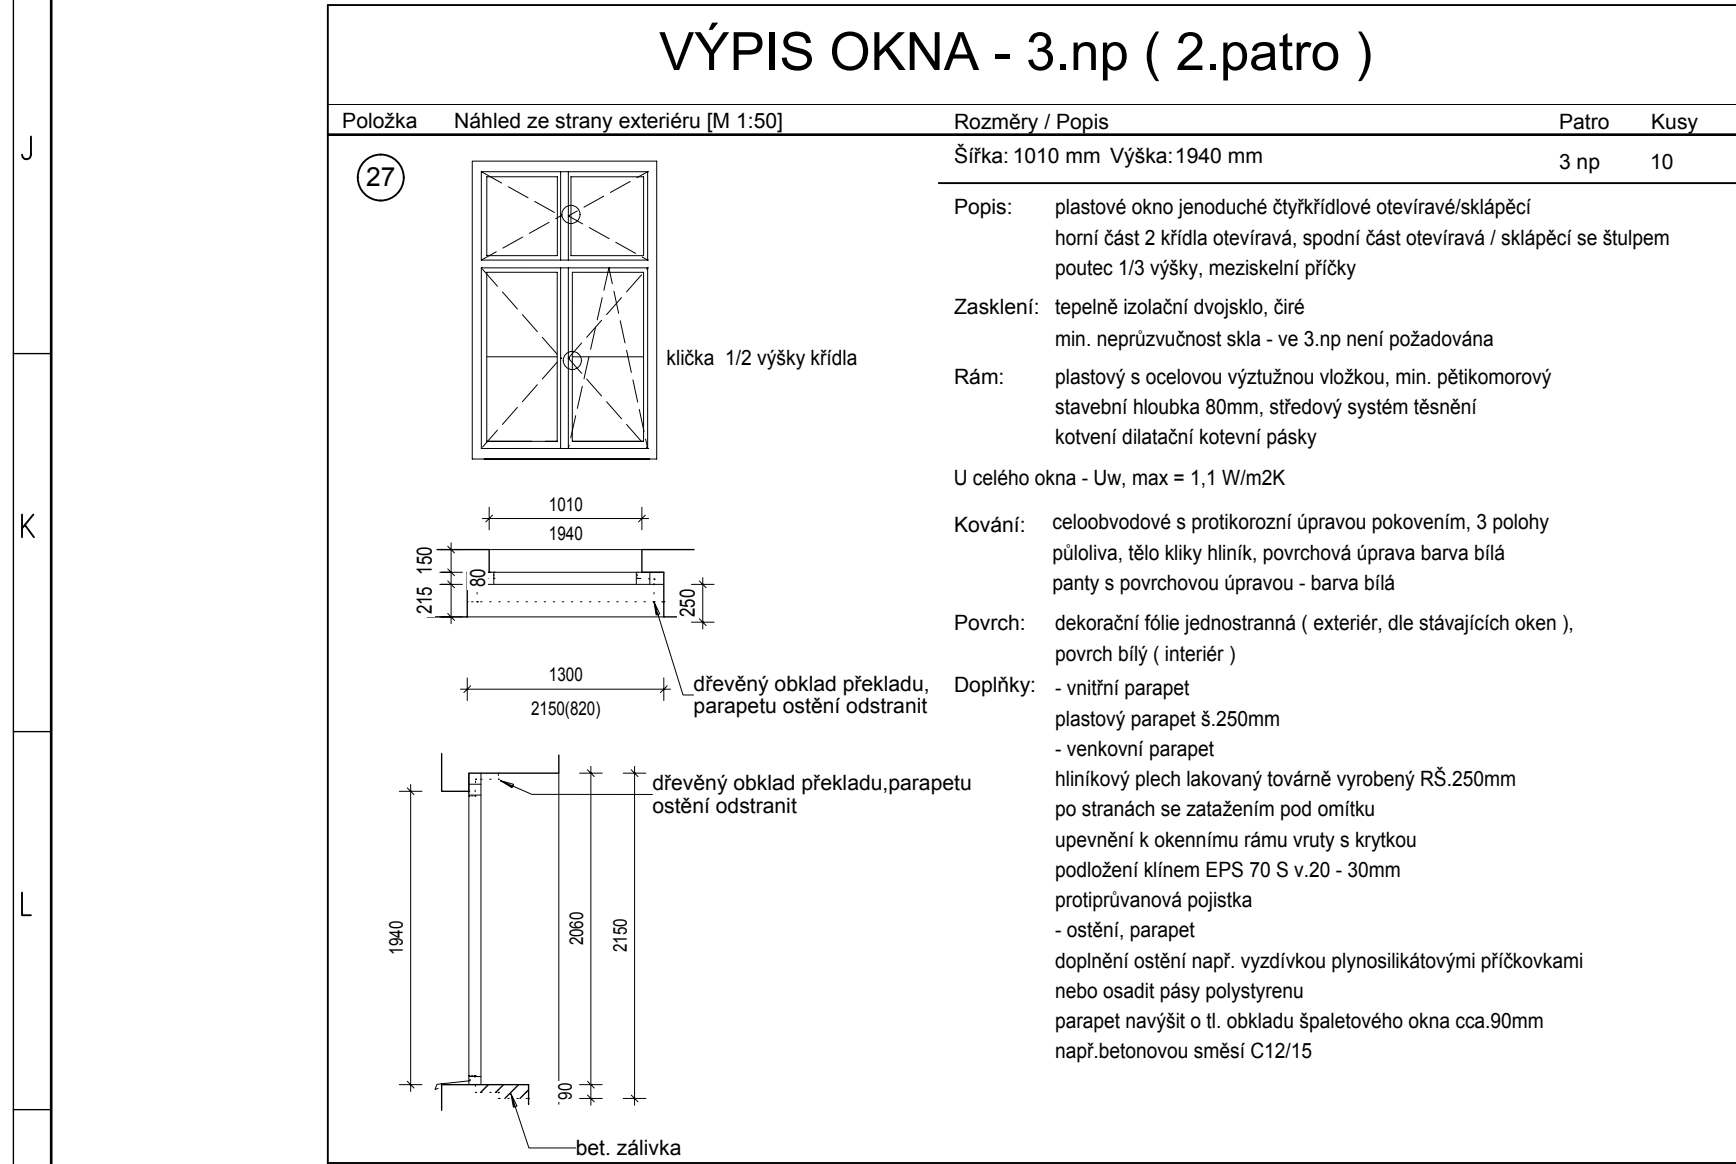 VÝPIS OKNA - 3.np ( 2.patro )
Položka Náhled ze strany exteriéru [M 1:50] Rozměry / Popis Patro Kusy
J
27
Šířka: 1010 mm Výška: 1940 mm 3 np 10
Popis: plastové okno jenoduché čtyřkřídlové otevíravé/sklápěcí
horní část 2 křídla otevíravá, spodní část otevíravá / sklápěcí se štulpem
poutec 1/3 výšky, meziskelní příčky
Zasklení: tepelně izolační dvojsklo, čiré
min. neprůzvučnost skla - ve 3.np není požadována
klička 1/2 výšky křídla
Rám: plastový s ocelovou výztužnou vložkou, min. pětikomorový
stavební hloubka 80mm, středový systém těsnění
kotvení dilatační kotevní pásky
U celého okna - Uw, max = 1,1 W/m2K
Kování: celoobvodové s protikorozní úpravou pokovením, 3 polohy
půloliva, tělo kliky hliník, povrchová úprava barva bílá
panty s povrchovou úpravou - barva bílá
Povrch: dekorační fólie jednostranná ( exteriér, dle stávajících oken ),
povrch bílý ( interiér )
Doplňky: - vnitřní parapet
plastový parapet š.250mm
- venkovní parapet
hliníkový plech lakovaný továrně vyrobený RŠ.250mm
po stranách se zatažením pod omítku
upevnění k okennímu rámu vruty s krytkou
podložení klínem EPS 70 S v.20 - 30mm
protiprůvanová pojistka
- ostění, parapet
doplnění ostění např. vyzdívkou plynosilikátovými příčkovkami
nebo osadit pásy polystyrenu
parapet navýšit o tl. obkladu špaletového okna cca.90mm
např.betonovou směsí C12/15
K
1010
1940
150
80
215
250
1300
2150(820)
dřevěný obklad překladu,
parapetu ostění odstranit
dřevěný obklad překladu,parapetu
ostění odstranit
L
1940
2060
2150
90
bet. zálivka